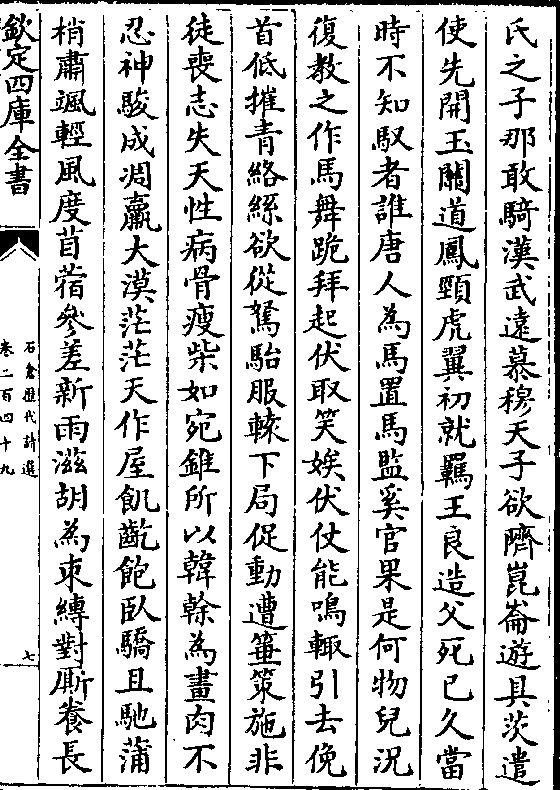 氏之子那敢騎漢武遠慕穆天子欲隮崑崙遊具茨遣
使先開玉關道鳳頸虎翼初就羈王良造父死已久當
時不知馭者誰唐人為馬置馬監奚官果是何物兒況
復教之作馬舞跪拜起伏取笑娭伏仗能鳴輙引去俛
首低摧青絡絲欲從駑駘服轅下局促動遭箠策施非
徒喪志失天性病骨瘦柴如宛錐所以韓幹為畫肉不
忍神駿成凋羸大漠茫茫天作屋飢齕飽臥驕且馳蒲
梢肅颯輕風度苜蓿參差新雨滋胡為束縛對厮養長
欽定四庫全書
石倉歴代詩選
卷二百四十九
七